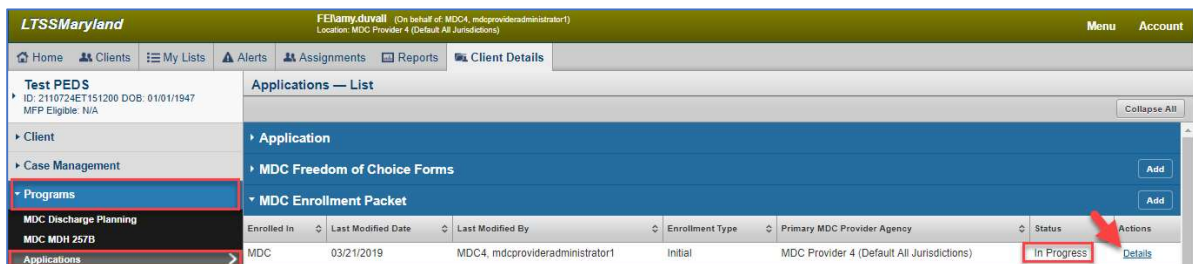 LTSSMaryland
FEI\amy.duvall (On behalf of: MDC4, mdcprovideradministrator1)
Location: MDC Provider 4 (Default All Jurisdictions)
Menu Account
Home Clients My Lists Alerts Assignments Reports Client Details
Test PEDS
ID: 2110724ET151200 DOB: 01/01/1947
MFP Eligible: N/A
Applications — List
Collapse All
Client
Application
Case Management
MDC Freedom of Choice Forms Add
Programs
MDC Enrollment Packet Add
MDC Discharge Planning
MDC MDH 257B
Applications
Enrolled In Last Modified Date Last Modified By Enrollment Type Primary MDC Provider Agency Status Actions
MDC 03/21/2019 MDC4, mdcprovideradministrator1 Initial MDC Provider 4 (Default All Jurisdictions) In Progress Details